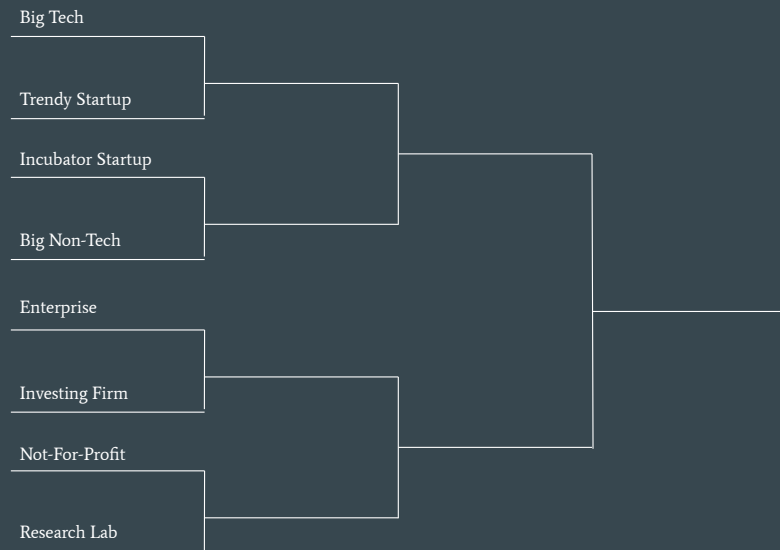 Big Tech
Trendy Startup
Incubator Startup
Big Non-Tech
Enterprise
Investing Firm
Not-For-Profit
Research Lab